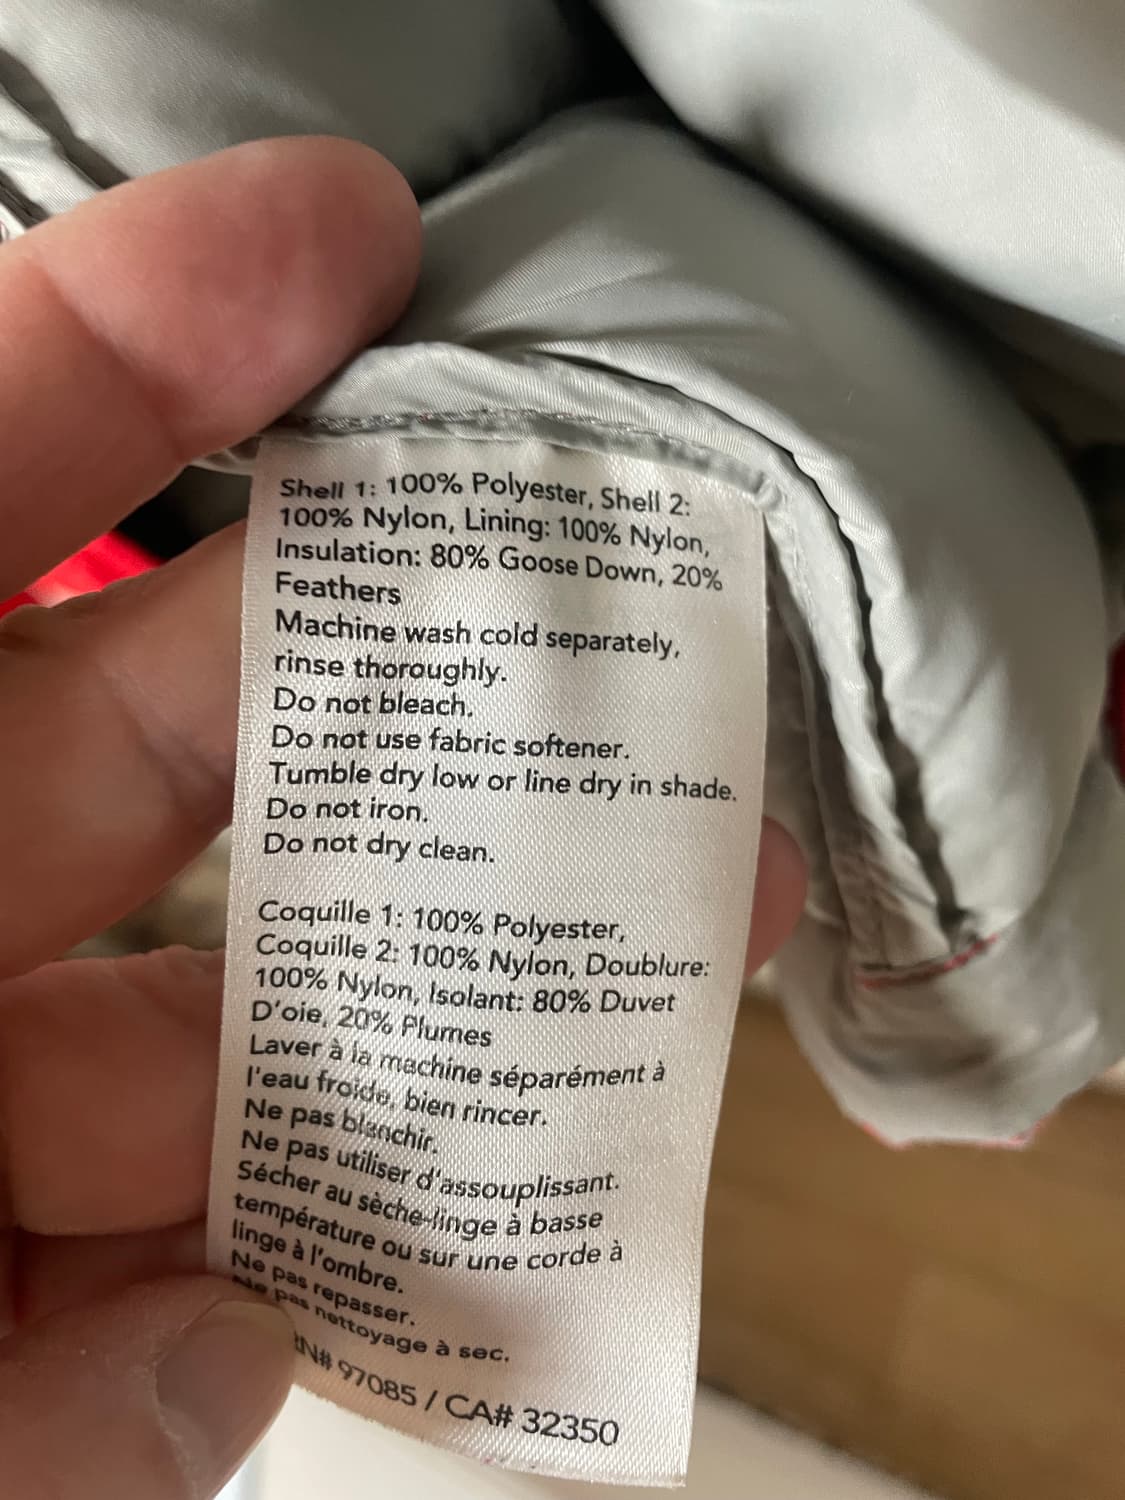 Shell 1: 100% Polyester, Shell 2:
100% Nylon, Lining: 100% Nylon,
Insulation: 80% Goose Down, 20%
Feathers
Machine wash cold separately,
rinse thoroughly.
Do not bleach.
Do not use fabric softener.
Tumble dry low or line dry in shade.
Do not iron.
Do not dry clean.
Coquille 1: 100% Polyester,
Coquille 2: 100% Nylon, Doublure:
100% Nylon, Isolant: 80% Duvet
D'oie, 20% Plumes
Laver à la machine séparément à
l'eau froide, bien rincer.
Ne pas blanchir.
Ne pas utiliser d'assouplissant.
Sécher au sèche-linge à basse
température ou sur une corde à
linge à l'ombre.
Ne pas repasser.
Ne pas nettoyage à sec.
RN# 97085 / CA# 32350